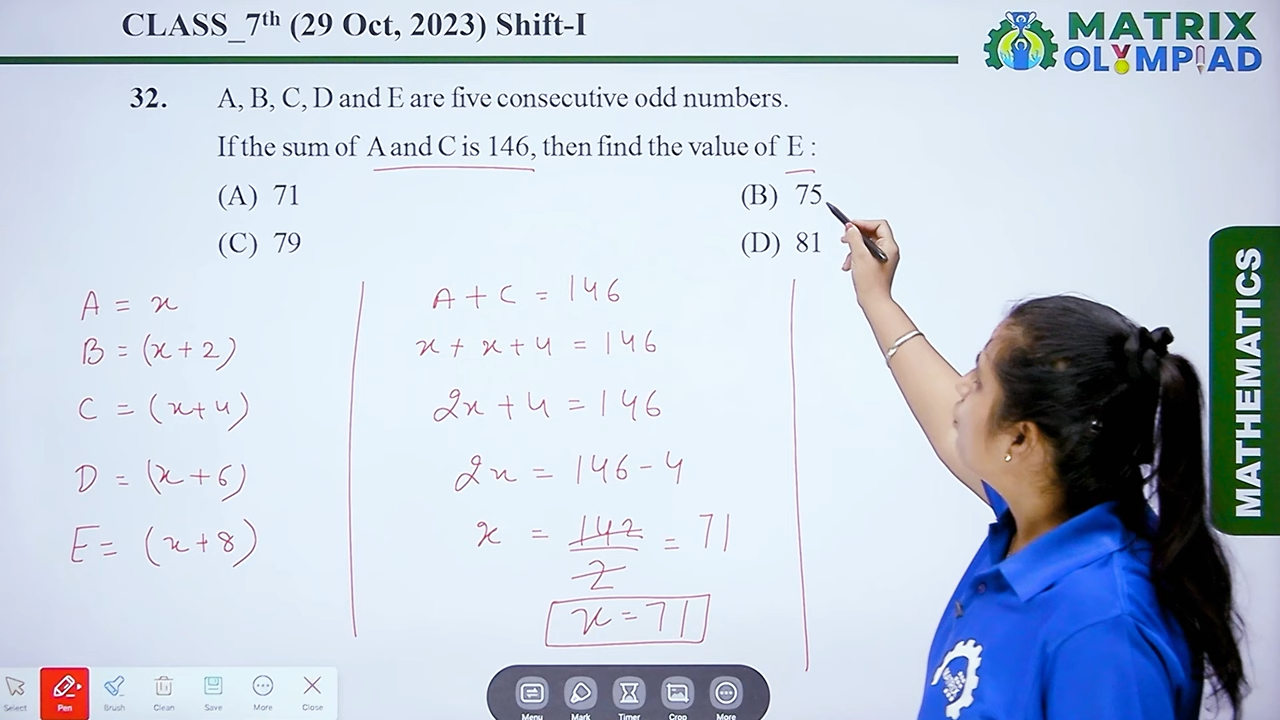 CLASS_7th (29 Oct, 2023) Shift-I
MATRIX
OLYMPIAD
32. A, B, C, D and E are five consecutive odd numbers.
If the sum of A and C is 146, then find the value of E :
(A) 71 (B) 75
(C) 79 (D) 81
A = x
B = (x+2)
C = (x+4)
D = (x+6)
E = (x+8)
A + C = 146
x + x + 4 = 146
2x + 4 = 146
2x = 146 - 4
x = 142/2 = 71
x = 71
MATHEMATICS
Select Pen Brush Clean Save More Close
Menu Mark Timer Crop More